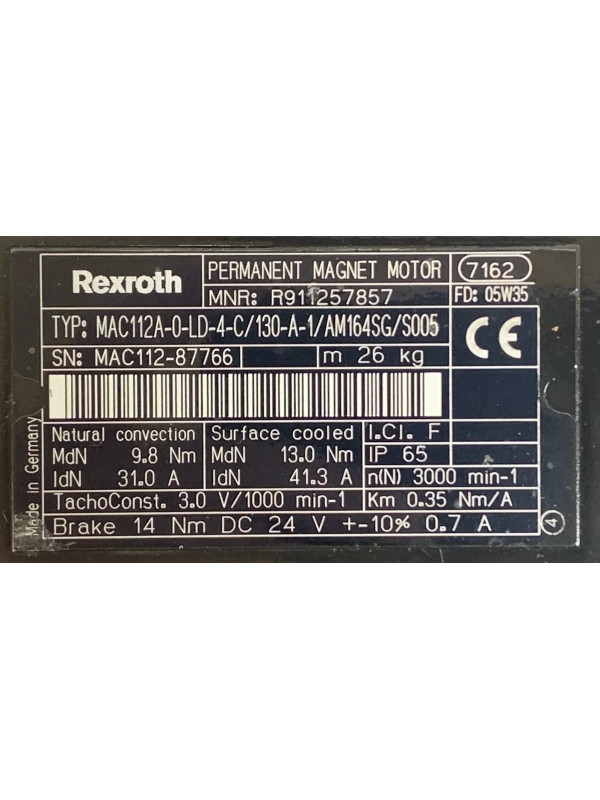 Rexroth
PERMANENT MAGNET MOTOR
7162
MNR: R911257857
FD: 05W35
TYP: MAC112A-0-LD-4-C/130-A-1/AM164SG/S005
CE
SN: MAC112-87766
m 26 kg
Natural convection
MdN 9.8 Nm
IdN 31.0 A
Surface cooled
MdN 13.0 Nm
IdN 41.3 A
I.Cl. F
IP 65
n(N) 3000 min-1
TachoConst. 3.0 V/1000 min-1
Km 0.35 Nm/A
Brake 14 Nm DC 24 V +-10% 0.7 A
4
Made in Germany